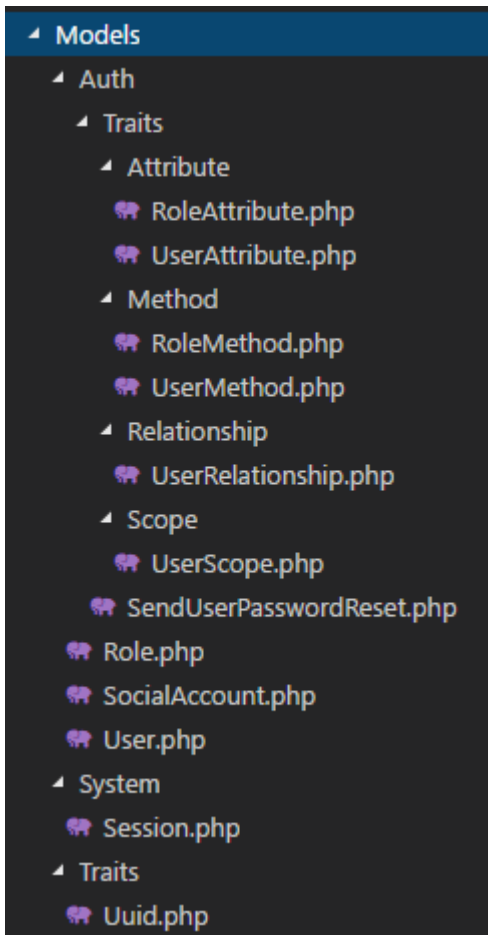 Models
Auth
Traits
Attribute
RoleAttribute.php
UserAttribute.php
Method
RoleMethod.php
UserMethod.php
Relationship
UserRelationship.php
Scope
UserScope.php
SendUserPasswordReset.php
Role.php
SocialAccount.php
User.php
System
Session.php
Traits
Uuid.php